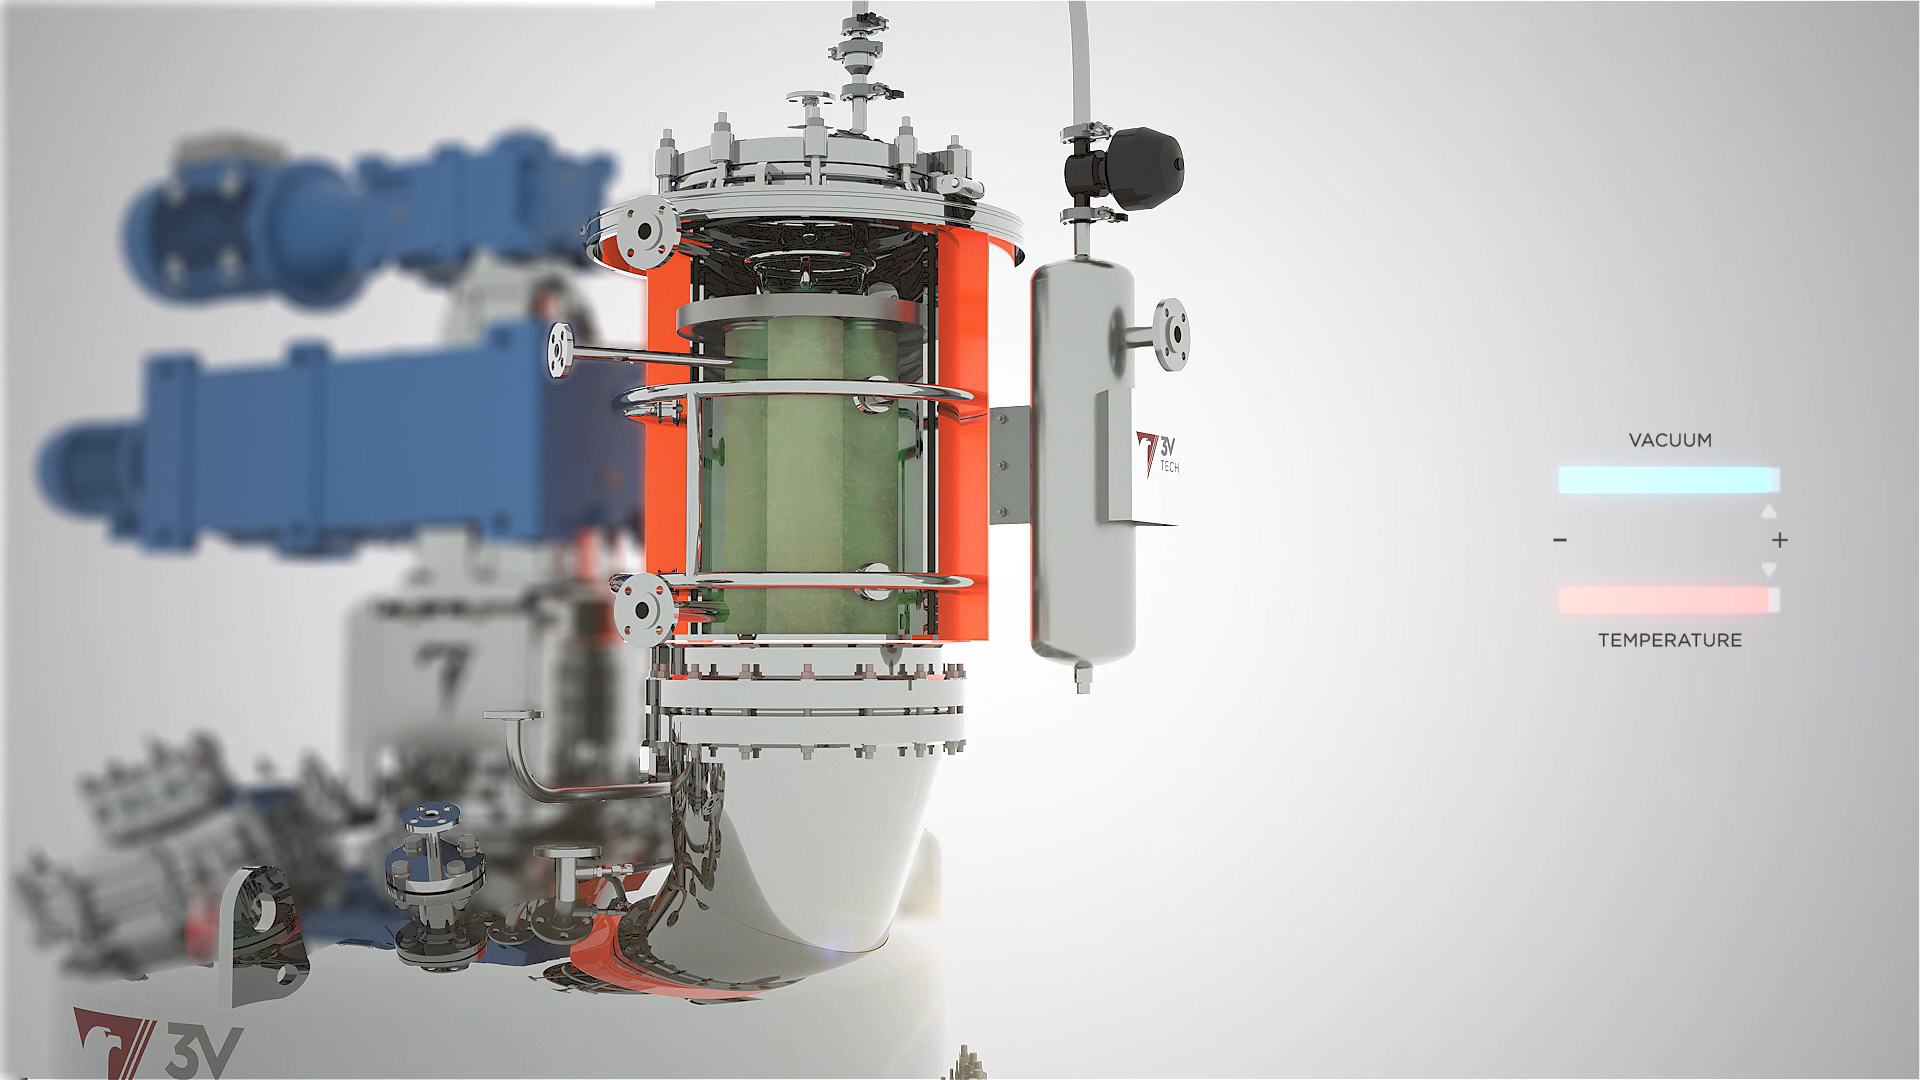 3V
TECH
VACUUM
- +
TEMPERATURE
3V